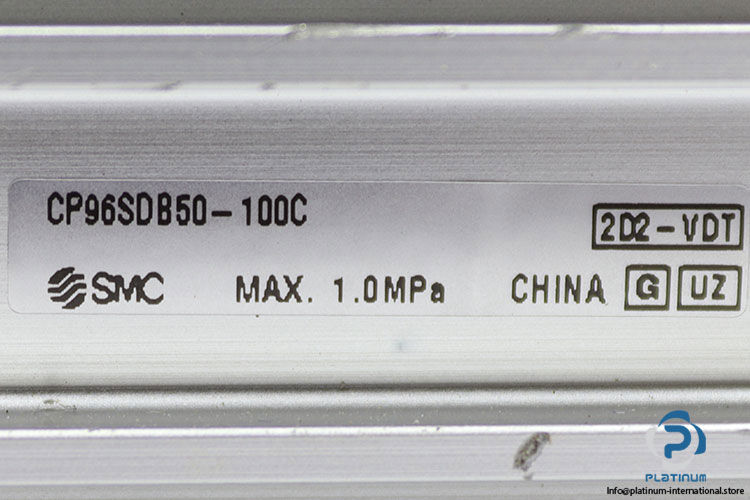 CP96SDB50-100C
2D2-VDT
SMC MAX. 1.0MPa CHINA G UZ
PLATINUM
Info@platinum-international.store